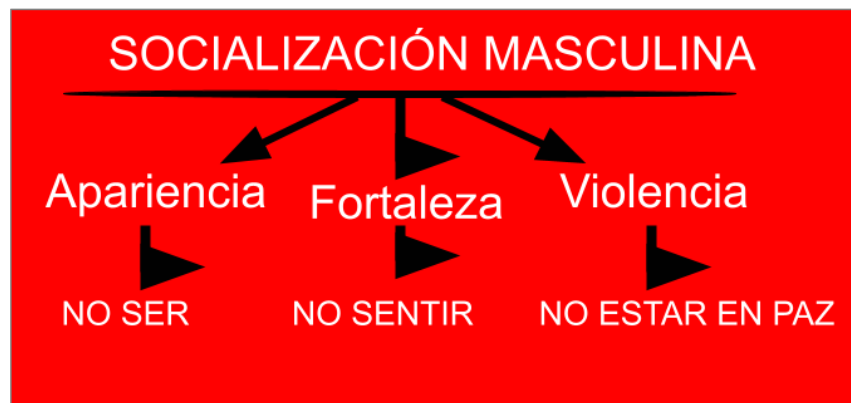 SOCIALIZACIÓN MASCULINA
Apariencia Fortaleza Violencia
NO SER NO SENTIR NO ESTAR EN PAZ